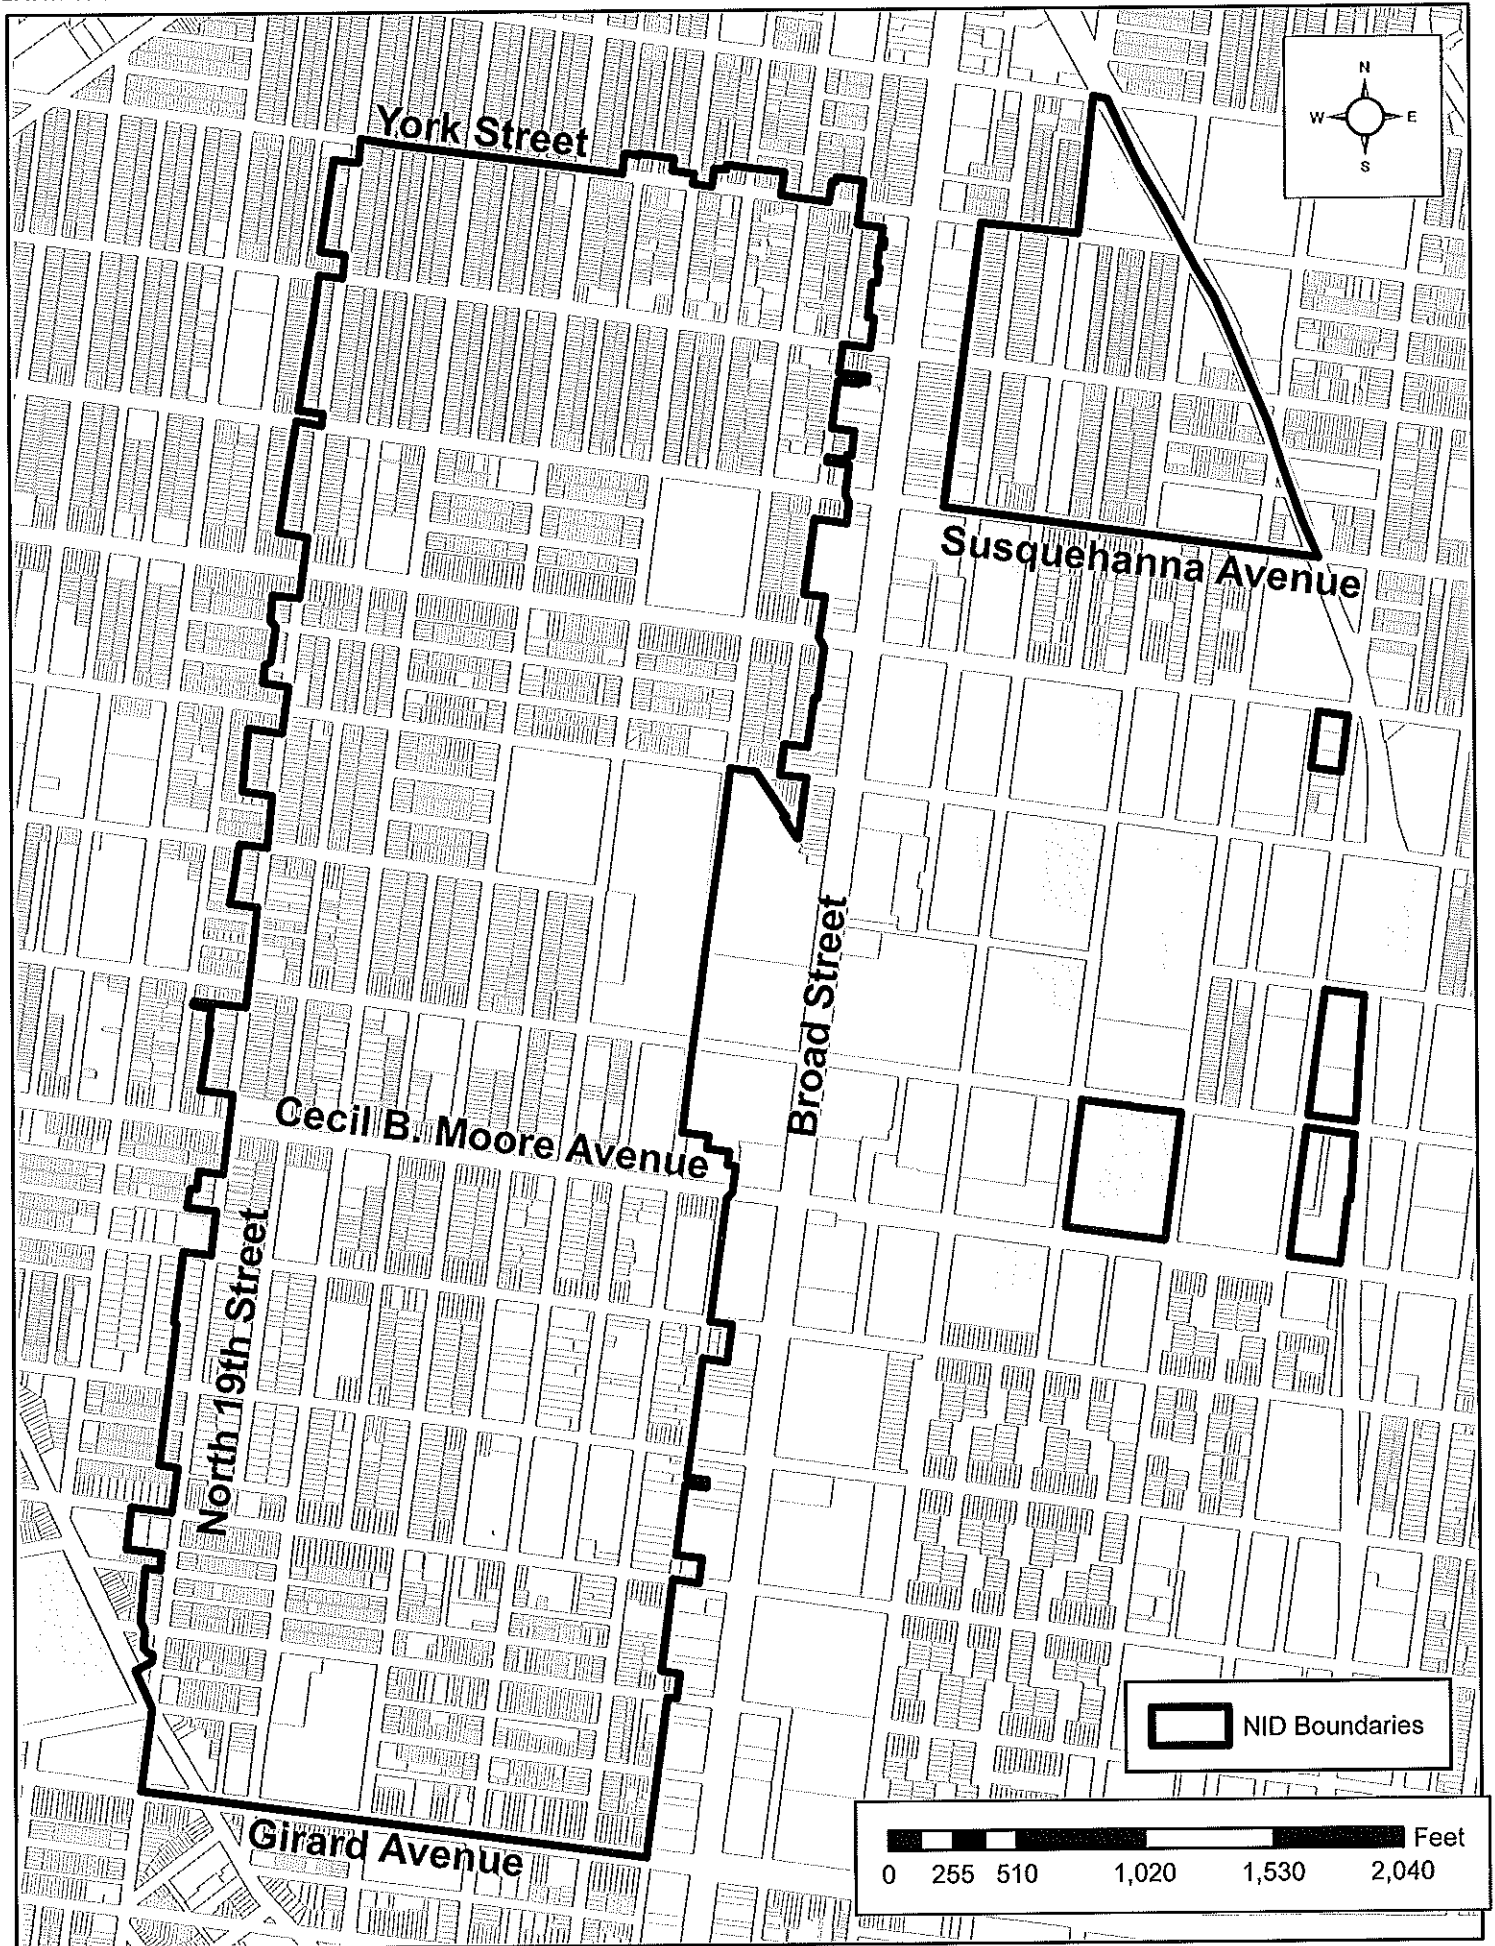 N
W E
S
York Street
Susquehanna Avenue
Broad Street
Cecil B. Moore Avenue
North 19th Street
Girard Avenue
NID Boundaries
Feet
0 255 510 1,020 1,530 2,040